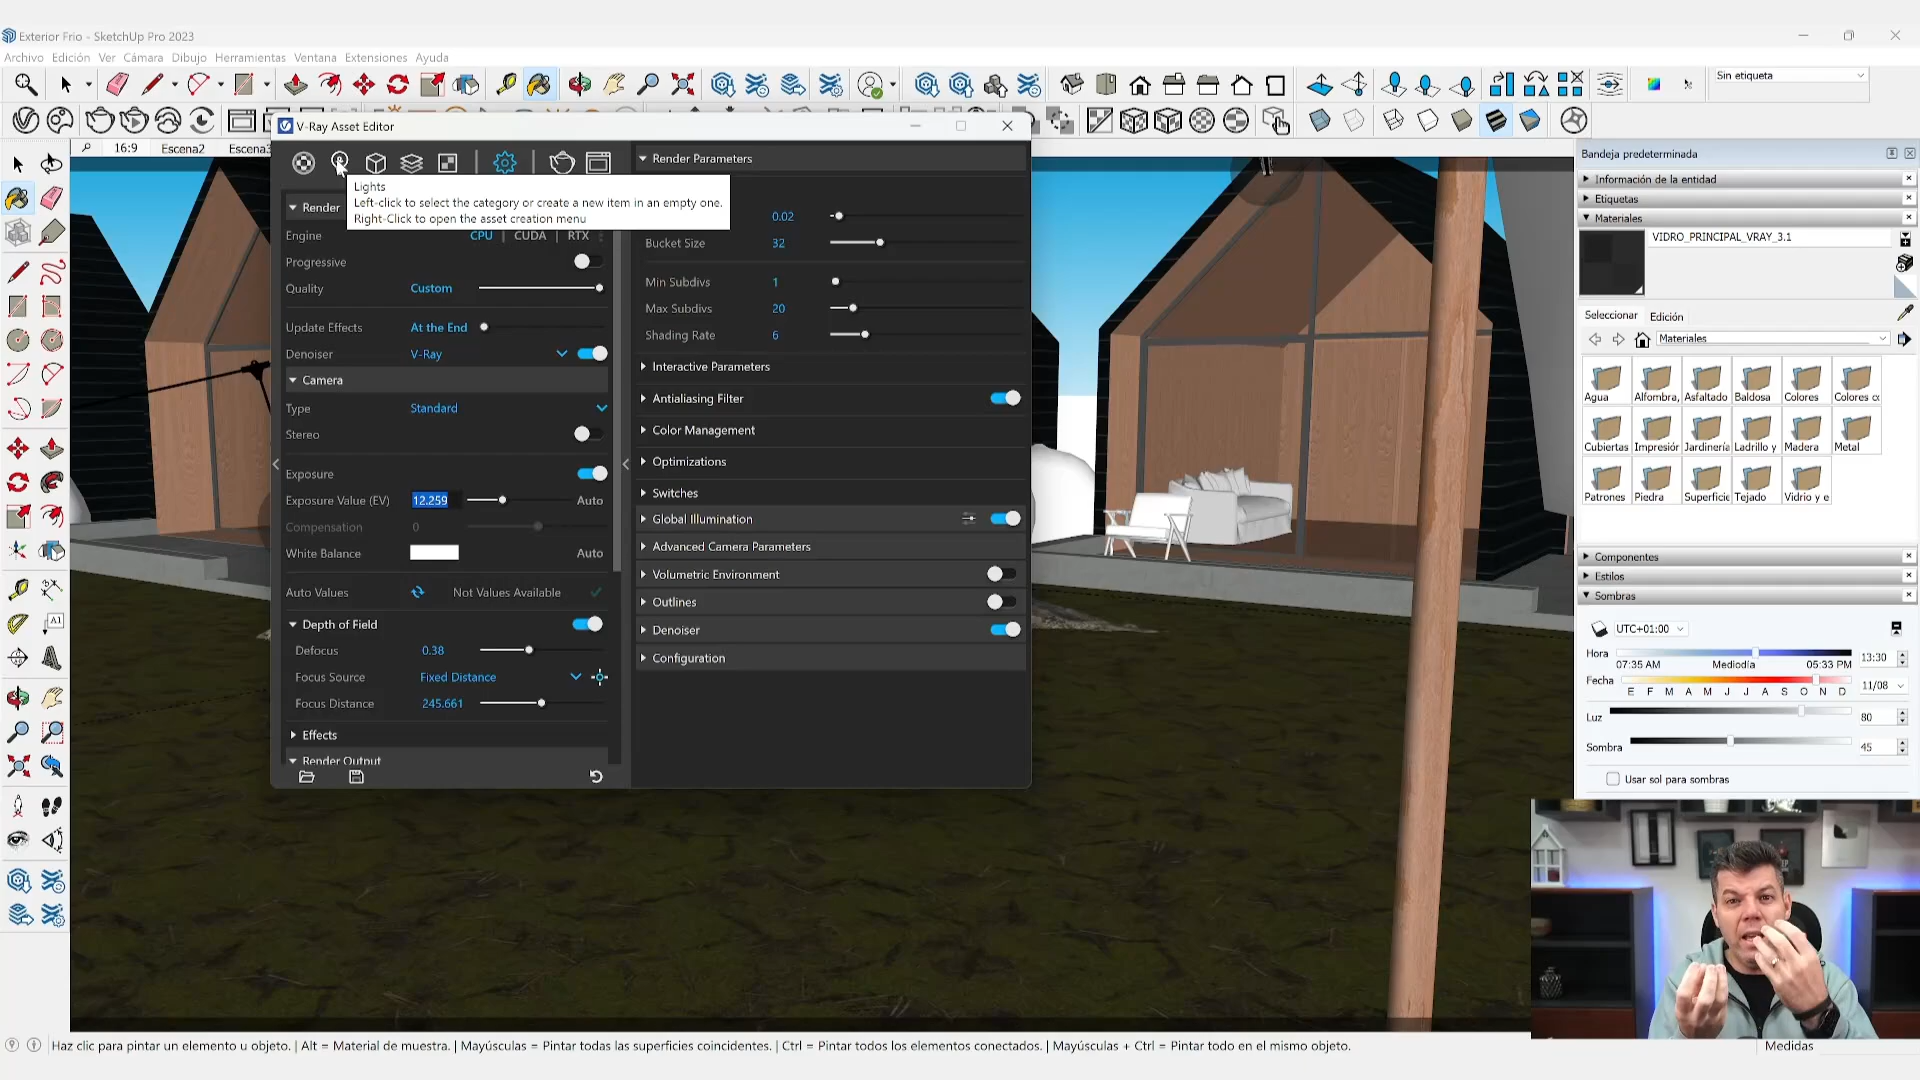 Exterior Frio - SketchUp Pro 2023
Archivo Edición Ver Cámara Dibujo Herramientas Ventana Extensiones Ayuda
Sin etiqueta
V-Ray Asset Editor
16:9 Escena2 Escena3
Lights
Left-click to select the category or create a new item in an empty one.
Right-Click to open the asset creation menu
Render
Engine CPU | CUDA | RTX
Progressive
Quality Custom
Update Effects At the End
Denoiser V-Ray
Camera
Type Standard
Stereo
Exposure
Exposure Value (EV) 12.259 Auto
Compensation 0
White Balance Auto
Auto Values Not Values Available
Depth of Field
Defocus 0.38
Focus Source Fixed Distance
Focus Distance 245.661
Effects
Render Output
Render Parameters
0.02
Bucket Size 32
Min Subdivs 1
Max Subdivs 20
Shading Rate 6
Interactive Parameters
Antialiasing Filter
Color Management
Optimizations
Switches
Global Illumination
Advanced Camera Parameters
Volumetric Environment
Outlines
Denoiser
Configuration
Bandeja predeterminada
Información de la entidad
Etiquetas
Materiales
VIDRO_PRINCIPAL_VRAY_3.1
Seleccionar Edición
Materiales
Agua Alfombra, Asfaltado Baldosa Colores Colores co
Cubiertas Impresiór Jardinería Ladrillo y Madera Metal
Patrones Piedra Superficie Tejado Vidrio y e
Componentes
Estilos
Sombras
UTC+01:00
Hora 07:35 AM Mediodía 05:33 PM 13:30
Fecha E F M A M J J A S O N D 11/08
Luz 80
Sombra 45
Usar sol para sombras
A1
Haz clic para pintar un elemento u objeto. | Alt = Material de muestra. | Mayúsculas = Pintar todas las superficies coincidentes. | Ctrl = Pintar todos los elementos conectados. | Mayúsculas + Ctrl = Pintar todo en el mismo objeto.
Medidas